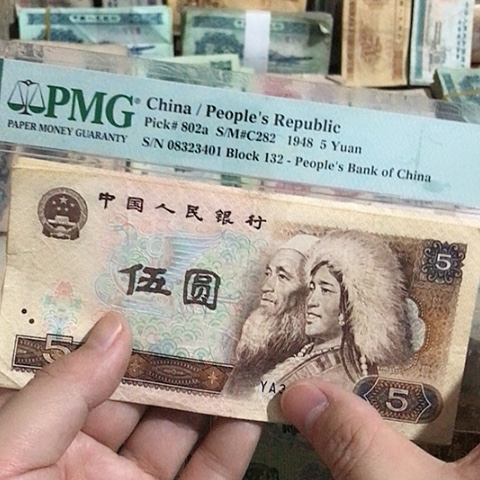 PMG
PAPER MONEY GUARANTY
China / People's Republic
Pick# 802a S/M#C282 1948 5 Yuan
S/N 08323401 Block 132 - People's Bank of China
中国人民银行
伍圆
5
5
5
YA